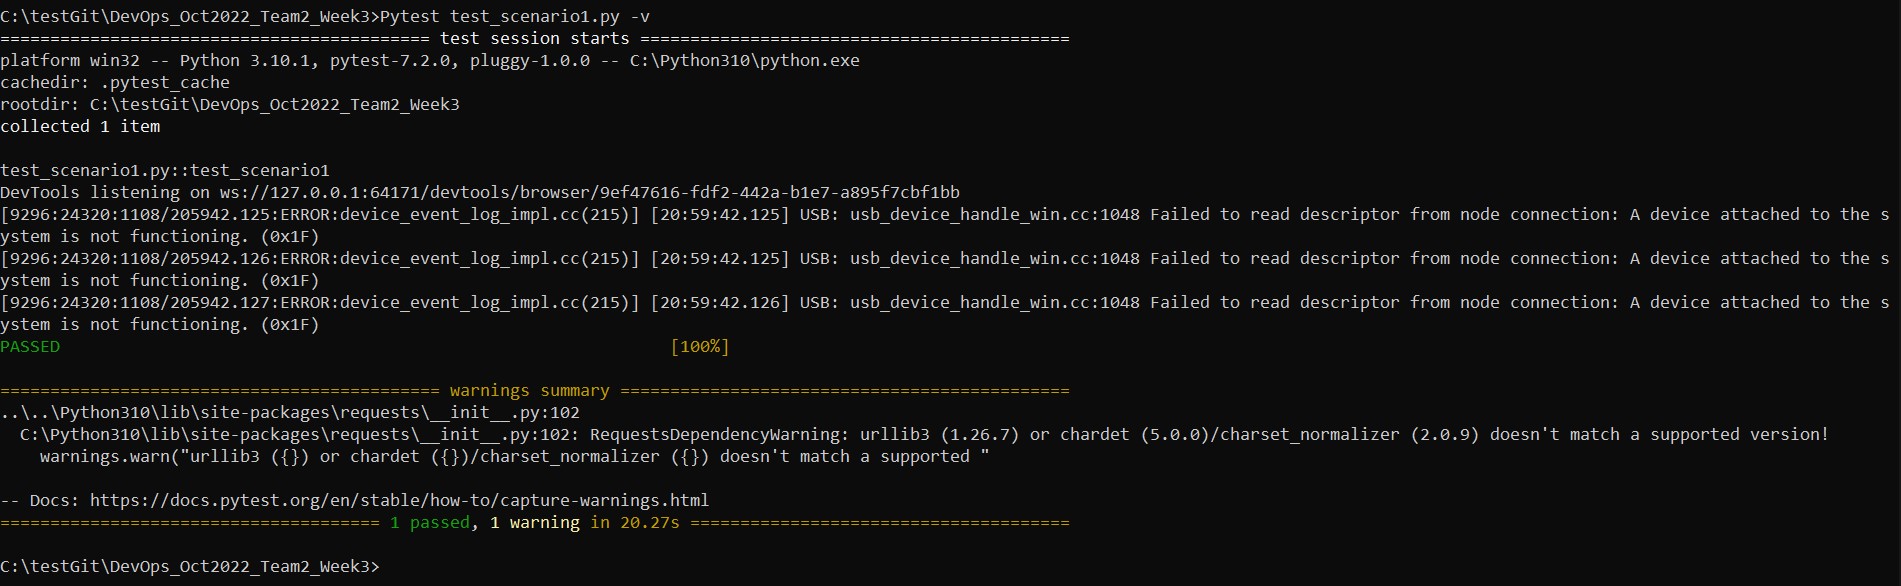 C:\testGit\DevOps_Oct2022_Team2_Week3>Pytest test_scenario1.py -v
=========================================== test session starts ===========================================
platform win32 -- Python 3.10.1, pytest-7.2.0, pluggy-1.0.0 -- C:\Python310\python.exe
cachedir: .pytest_cache
rootdir: C:\testGit\DevOps_Oct2022_Team2_Week3
collected 1 item
test_scenario1.py::test_scenario1
DevTools listening on ws://127.0.0.1:64171/devtools/browser/9ef47616-fdf2-442a-b1e7-a895f7cbf1bb
[9296:24320:1108/205942.125:ERROR:device_event_log_impl.cc(215)] [20:59:42.125] USB: usb_device_handle_win.cc:1048 Failed to read descriptor from node connection: A device attached to the s
ystem is not functioning. (0x1F)
[9296:24320:1108/205942.126:ERROR:device_event_log_impl.cc(215)] [20:59:42.125] USB: usb_device_handle_win.cc:1048 Failed to read descriptor from node connection: A device attached to the s
ystem is not functioning. (0x1F)
[9296:24320:1108/205942.127:ERROR:device_event_log_impl.cc(215)] [20:59:42.126] USB: usb_device_handle_win.cc:1048 Failed to read descriptor from node connection: A device attached to the s
ystem is not functioning. (0x1F)
PASSED [100%]
============================================ warnings summary =============================================
..\..\Python310\lib\site-packages\requests\__init__.py:102
C:\Python310\lib\site-packages\requests\__init__.py:102: RequestsDependencyWarning: urllib3 (1.26.7) or chardet (5.0.0)/charset_normalizer (2.0.9) doesn't match a supported version!
warnings.warn("urllib3 ({}) or chardet ({})/charset_normalizer ({}) doesn't match a supported "
-- Docs: https://docs.pytest.org/en/stable/how-to/capture-warnings.html
====================================== 1 passed, 1 warning in 20.27s ======================================
C:\testGit\DevOps_Oct2022_Team2_Week3>